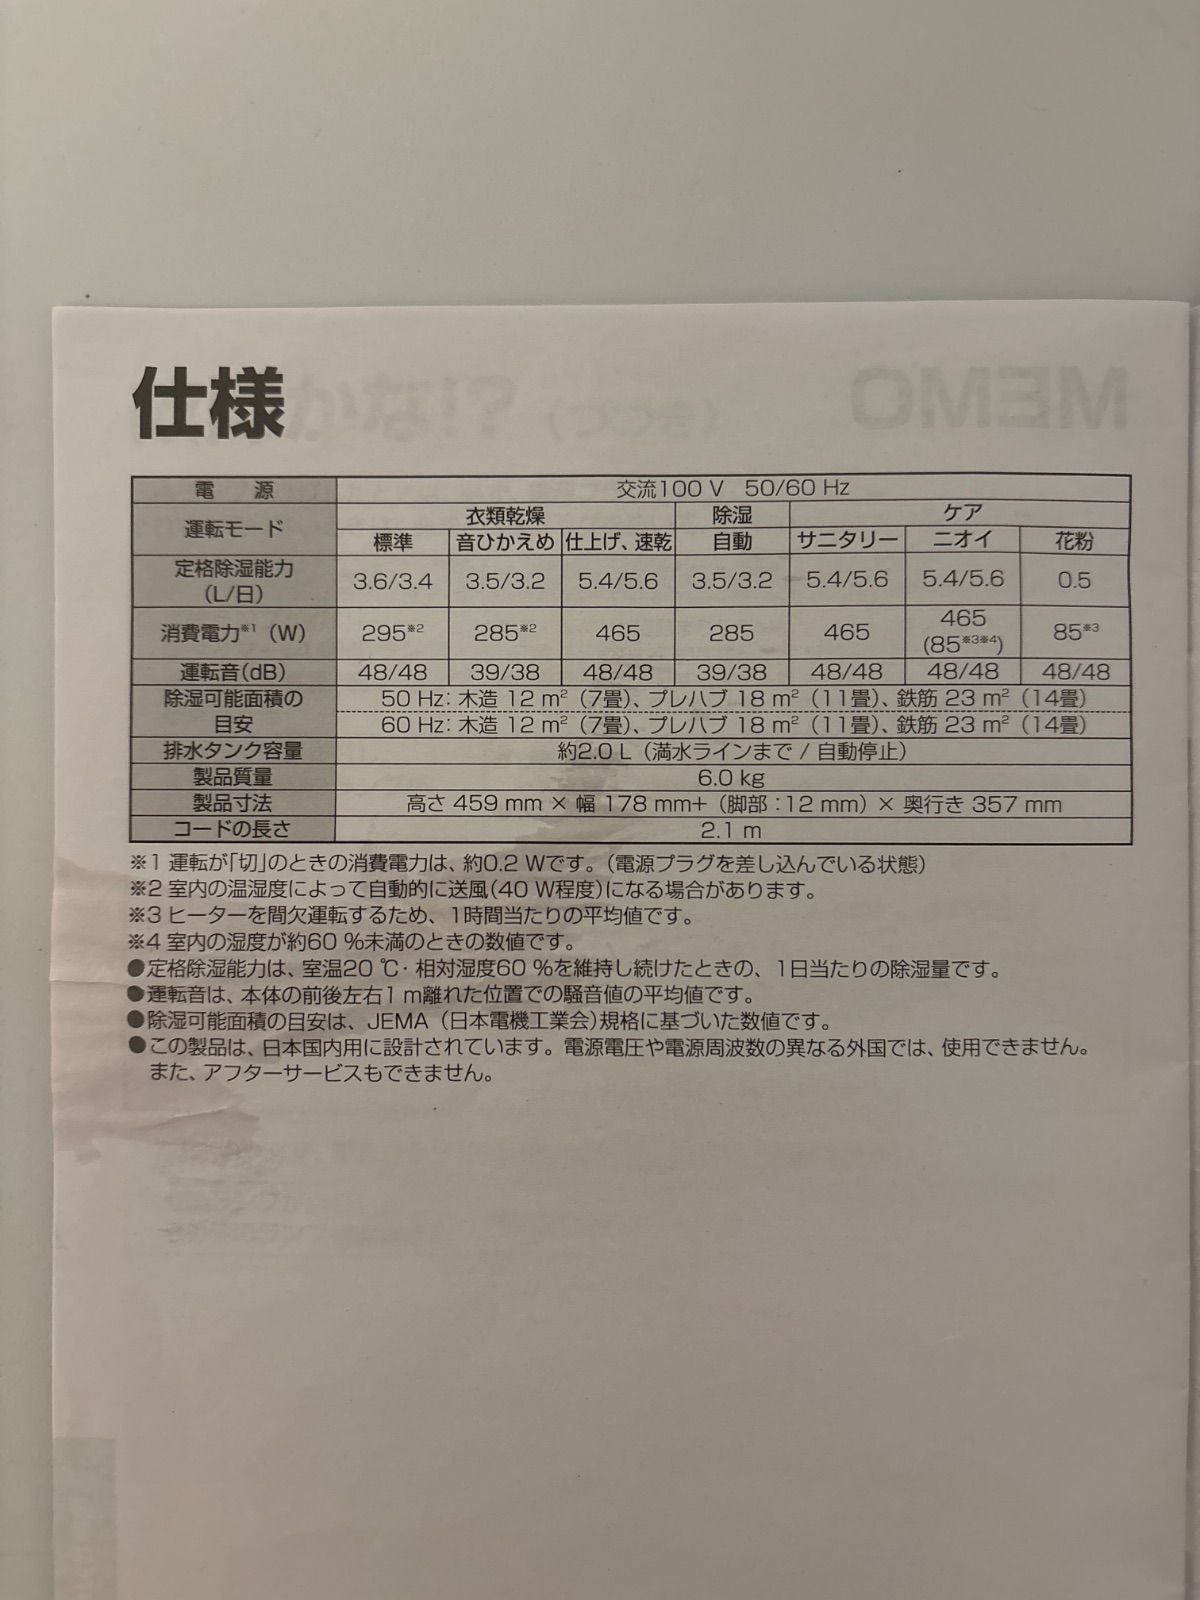 仕様
電　源　交流100 V　50/60 Hz
運転モード　衣類乾燥　除湿　ケア
標準　音ひかえめ　仕上げ、速乾　自動　サニタリー　ニオイ　花粉
定格除湿能力（L/日）　3.6/3.4　3.5/3.2　5.4/5.6　3.5/3.2　5.4/5.6　5.4/5.6　0.5
消費電力※1（W）　295※2　285※2　465　285　465　465（85※3※4）　85※3
運転音(dB)　48/48　39/38　48/48　39/38　48/48　48/48　48/48
除湿可能面積の目安　50 Hz：木造 12 m²（7畳）、プレハブ 18 m²（11畳）、鉄筋 23 m²（14畳）
60 Hz：木造 12 m²（7畳）、プレハブ 18 m²（11畳）、鉄筋 23 m²（14畳）
排水タンク容量　約2.0 L（満水ラインまで / 自動停止）
製品質量　6.0 kg
製品寸法　高さ 459 mm × 幅 178 mm+（脚部：12 mm）× 奥行き 357 mm
コードの長さ　2.1 m
※1 運転が「切」のときの消費電力は、約0.2 Wです。（電源プラグを差し込んでいる状態）
※2 室内の温湿度によって自動的に送風（40 W程度）になる場合があります。
※3 ヒーターを間欠運転するため、1時間当たりの平均値です。
※4 室内の湿度が約60 %未満のときの数値です。
●定格除湿能力は、室温20 ℃・相対湿度60 %を維持し続けたときの、1日当たりの除湿量です。
●運転音は、本体の前後左右1 m離れた位置での騒音値の平均値です。
●除湿可能面積の目安は、JEMA（日本電機工業会）規格に基づいた数値です。
●この製品は、日本国内用に設計されています。電源電圧や電源周波数の異なる外国では、使用できません。
また、アフターサービスもできません。